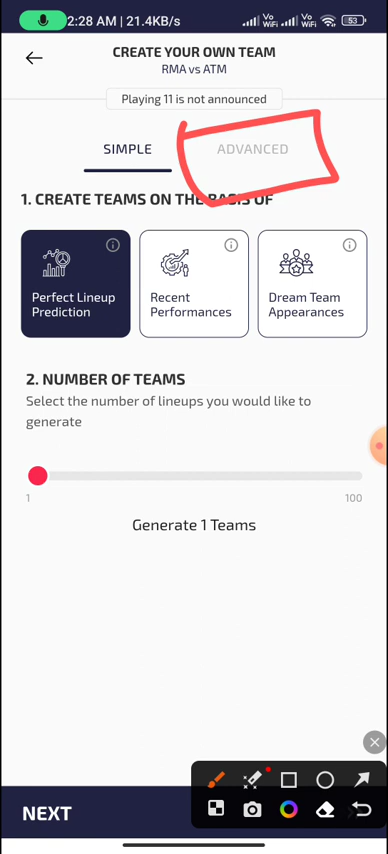 2:28 AM | 21.4KB/s
Vo WiFi
Vo WiFi
53
CREATE YOUR OWN TEAM
RMA vs ATM
Playing 11 is not announced
SIMPLE
ADVANCED
1. CREATE TEAMS ON THE BASIS OF
Perfect Lineup
Prediction
Recent
Performances
Dream Team
Appearances
2. NUMBER OF TEAMS
Select the number of lineups you would like to
generate
1
100
Generate 1 Teams
NEXT